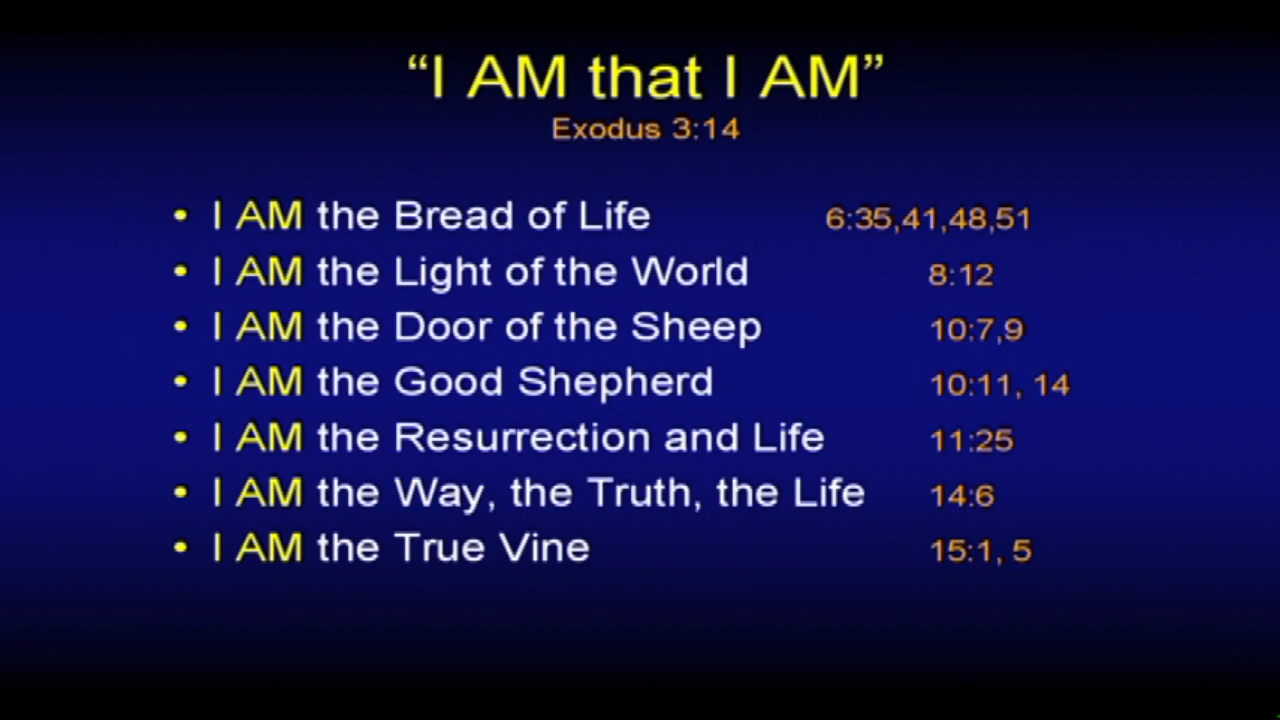 “I AM that I AM”
Exodus 3:14
• I AM the Bread of Life 6:35,41,48,51
• I AM the Light of the World 8:12
• I AM the Door of the Sheep 10:7,9
• I AM the Good Shepherd 10:11, 14
• I AM the Resurrection and Life 11:25
• I AM the Way, the Truth, the Life 14:6
• I AM the True Vine 15:1, 5